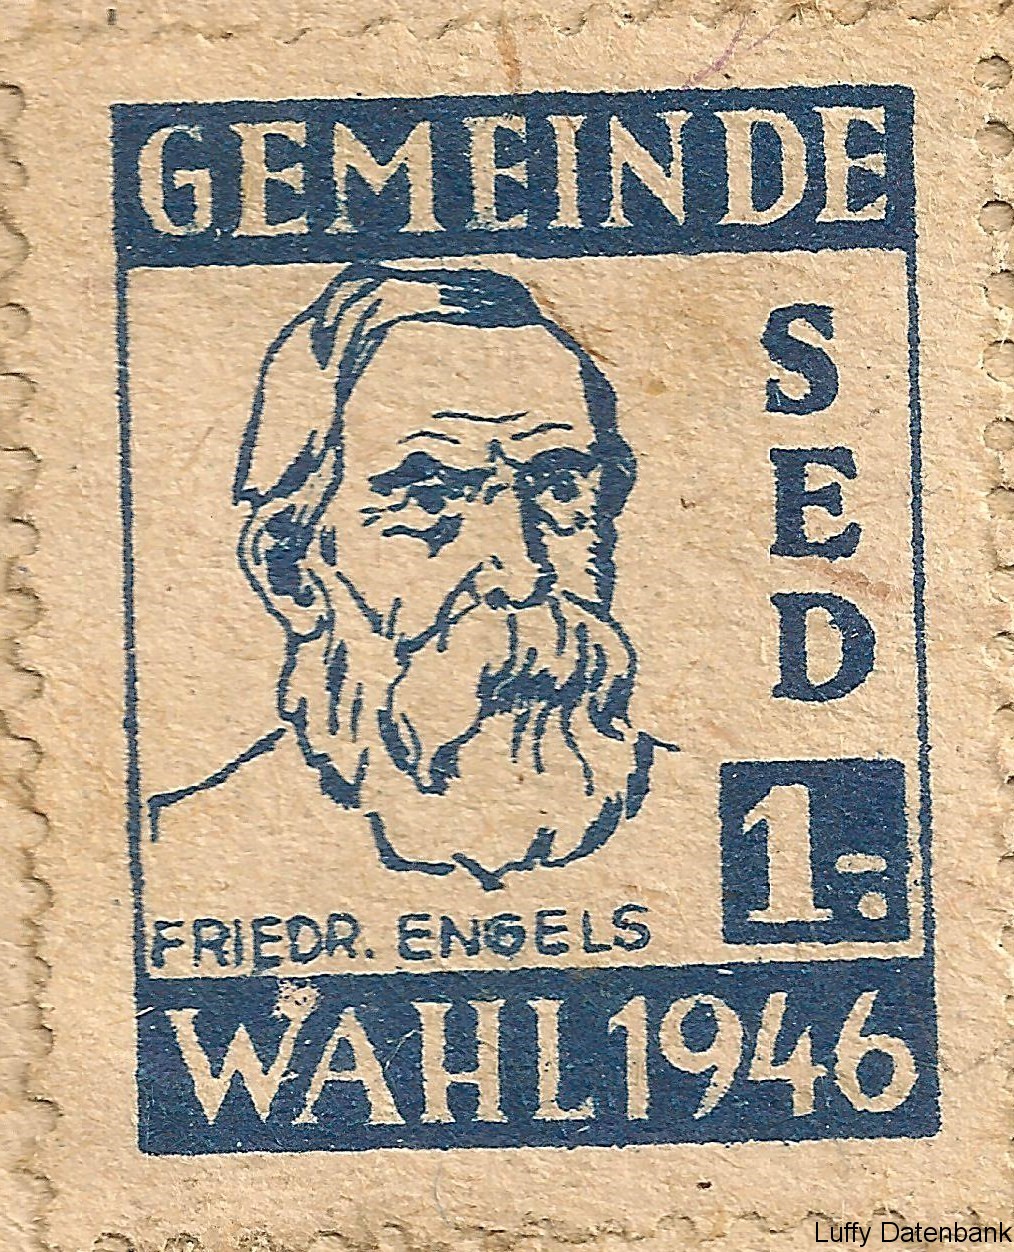 GEMEINDE
SED
1.-
FRIEDR. ENGELS
WAHL 1946
Luffy Datenbank